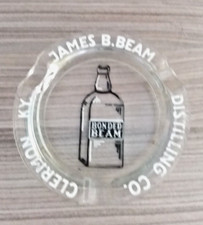 JAMES B. BEAM DISTILLING CO.
CLERMONT KY.
BONDED
BEAM